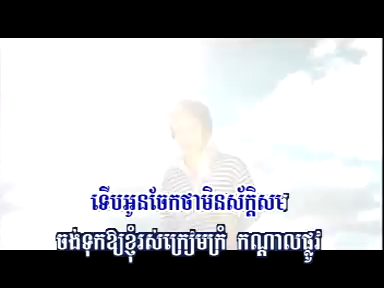 ទើបអូនចែកថាមិនស័ក្តិសម
ចង់ទុកឱ្យខ្ញុំរស់ក្រៀមក្រំ កណ្តាលផ្លូវ